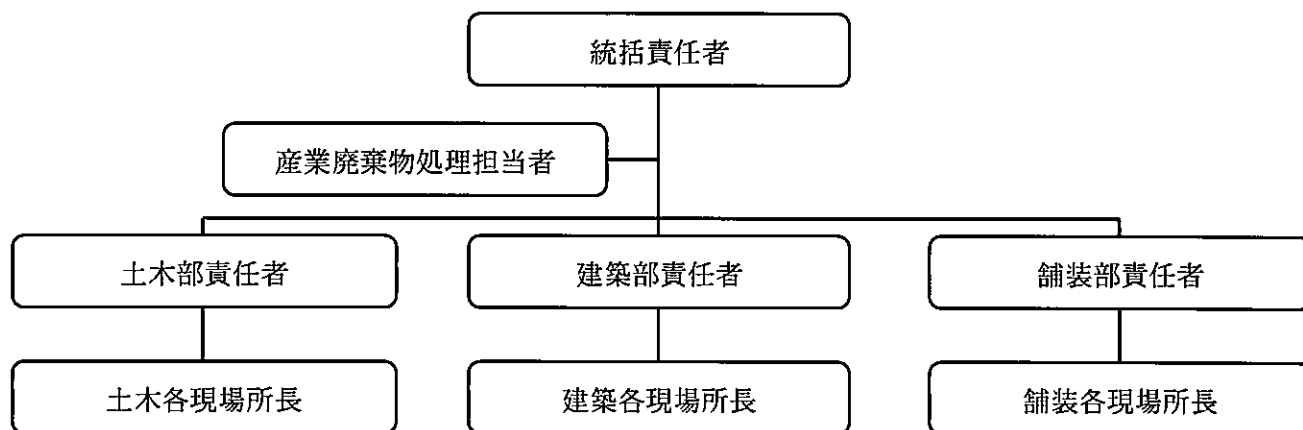 統括責任者
産業廃棄物処理担当者
土木部責任者
建築部責任者
舗装部責任者
土木各現場所長
建築各現場所長
舗装各現場所長